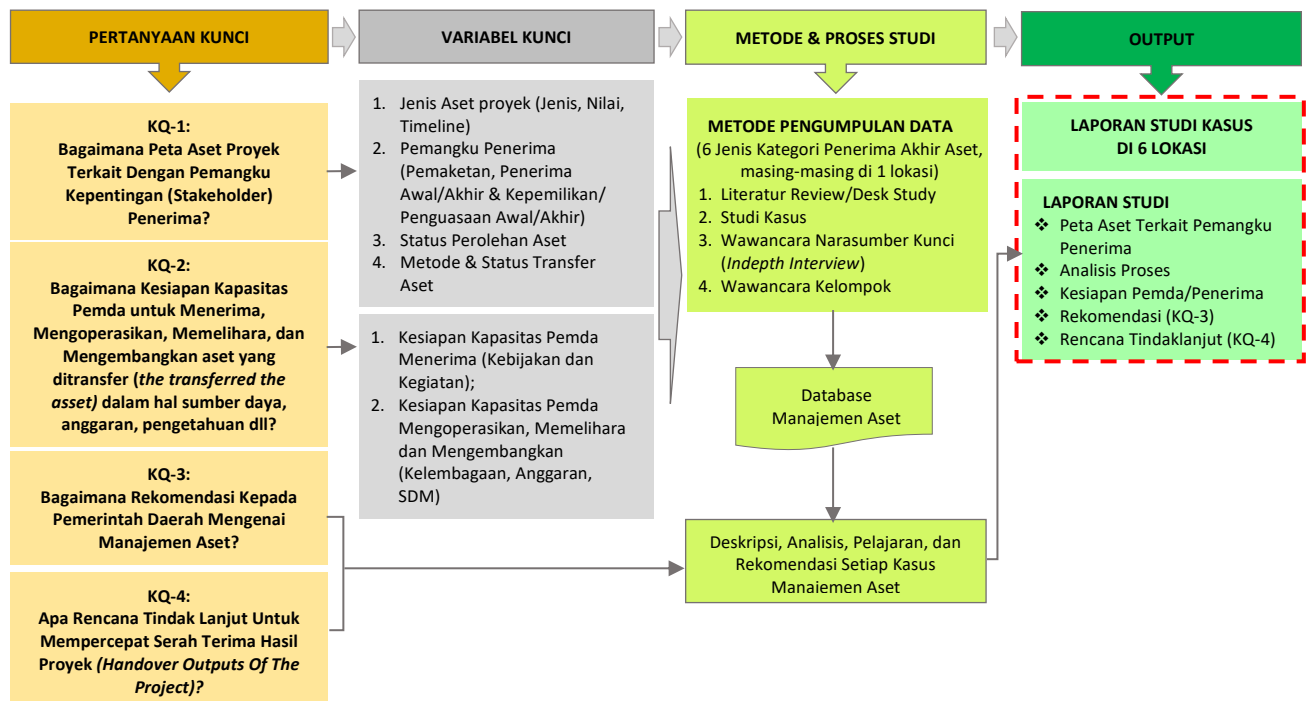 PERTANYAAN KUNCI
VARIABEL KUNCI
METODE & PROSES STUDI
OUTPUT
KQ-1:
Bagaimana Peta Aset Proyek
Terkait Dengan Pemangku
Kepentingan (Stakeholder)
Penerima?
KQ-2:
Bagaimana Kesiapan Kapasitas
Pemda untuk Menerima,
Mengoperasikan, Memelihara, dan
Mengembangkan aset yang
ditransfer (the transferred the
asset) dalam hal sumber daya,
anggaran, pengetahuan dll?
KQ-3:
Bagaimana Rekomendasi Kepada
Pemerintah Daerah Mengenai
Manajemen Aset?
KQ-4:
Apa Rencana Tindak Lanjut Untuk
Mempercepat Serah Terima Hasil
Proyek (Handover Outputs Of The
Project)?
1. Jenis Aset proyek (Jenis, Nilai,
Timeline)
2. Pemangku Penerima
(Pemaketan, Penerima
Awal/Akhir & Kepemilikan/
Penguasaan Awal/Akhir)
3. Status Perolehan Aset
4. Metode & Status Transfer
Aset
1. Kesiapan Kapasitas Pemda
Menerima (Kebijakan dan
Kegiatan);
2. Kesiapan Kapasitas Pemda
Mengoperasikan, Memelihara
dan Mengembangkan
(Kelembagaan, Anggaran,
SDM)
METODE PENGUMPULAN DATA
(6 Jenis Kategori Penerima Akhir Aset,
masing-masing di 1 lokasi)
1. Literatur Review/Desk Study
2. Studi Kasus
3. Wawancara Narasumber Kunci
(Indepth Interview)
4. Wawancara Kelompok
Database
Manajemen Aset
Deskripsi, Analisis, Pelajaran, dan
Rekomendasi Setiap Kasus
Manajemen Aset
LAPORAN STUDI KASUS
DI 6 LOKASI
LAPORAN STUDI
❖ Peta Aset Terkait Pemangku
Penerima
❖ Analisis Proses
❖ Kesiapan Pemda/Penerima
❖ Rekomendasi (KQ-3)
❖ Rencana Tindaklanjut (KQ-4)